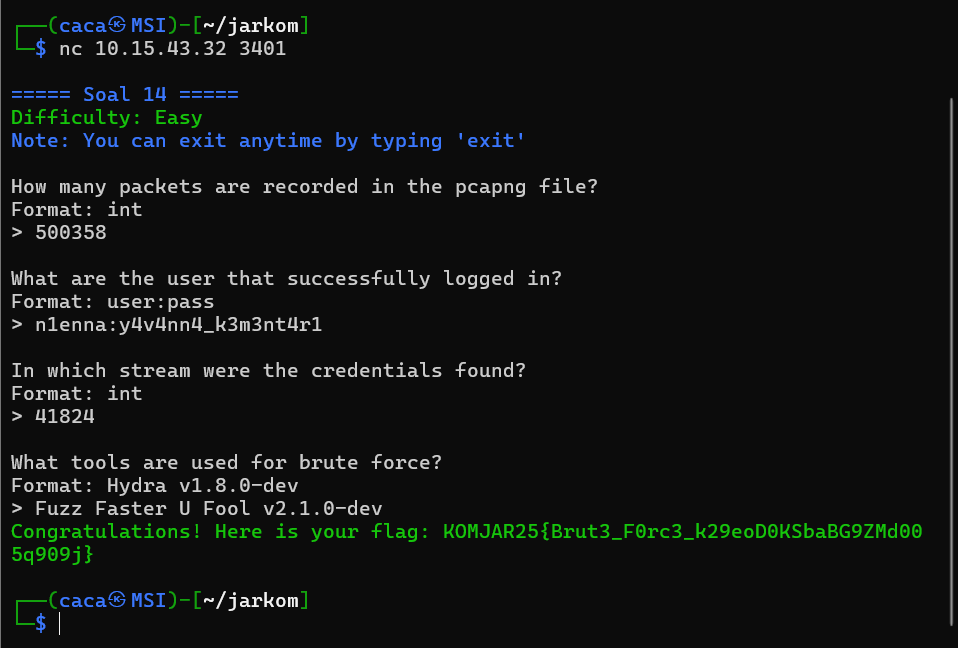 ┌──(caca㉿MSI)-[~/jarkom]
└─$ nc 10.15.43.32 3401
===== Soal 14 =====
Difficulty: Easy
Note: You can exit anytime by typing 'exit'
How many packets are recorded in the pcapng file?
Format: int
> 500358
What are the user that successfully logged in?
Format: user:pass
> n1enna:y4v4nn4_k3m3nt4r1
In which stream were the credentials found?
Format: int
> 41824
What tools are used for brute force?
Format: Hydra v1.8.0-dev
> Fuzz Faster U Fool v2.1.0-dev
Congratulations! Here is your flag: KOMJAR25{Brut3_F0rc3_k29eoD0KSbaBG9ZMd00
5q909j}
┌──(caca㉿MSI)-[~/jarkom]
└─$